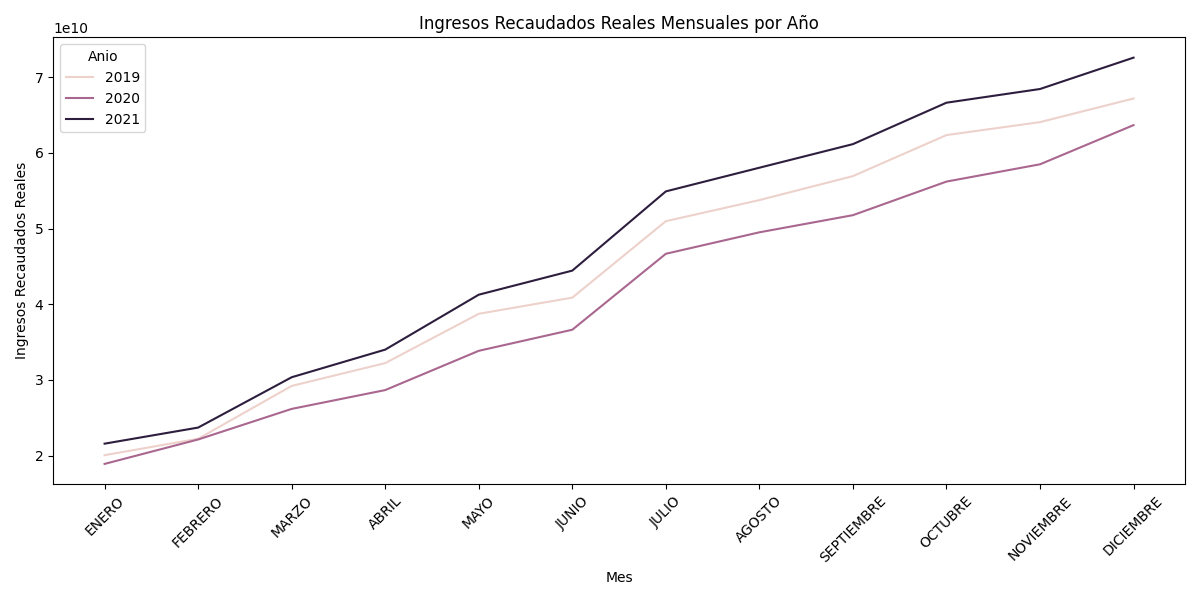 Ingresos Recaudados Reales Mensuales por Año
1e10
Anio
2019
2020
2021
7
6
5
4
3
2
Ingresos Recaudados Reales
ENERO
FEBRERO
MARZO
ABRIL
MAYO
JUNIO
JULIO
AGOSTO
SEPTIEMBRE
OCTUBRE
NOVIEMBRE
DICIEMBRE
Mes